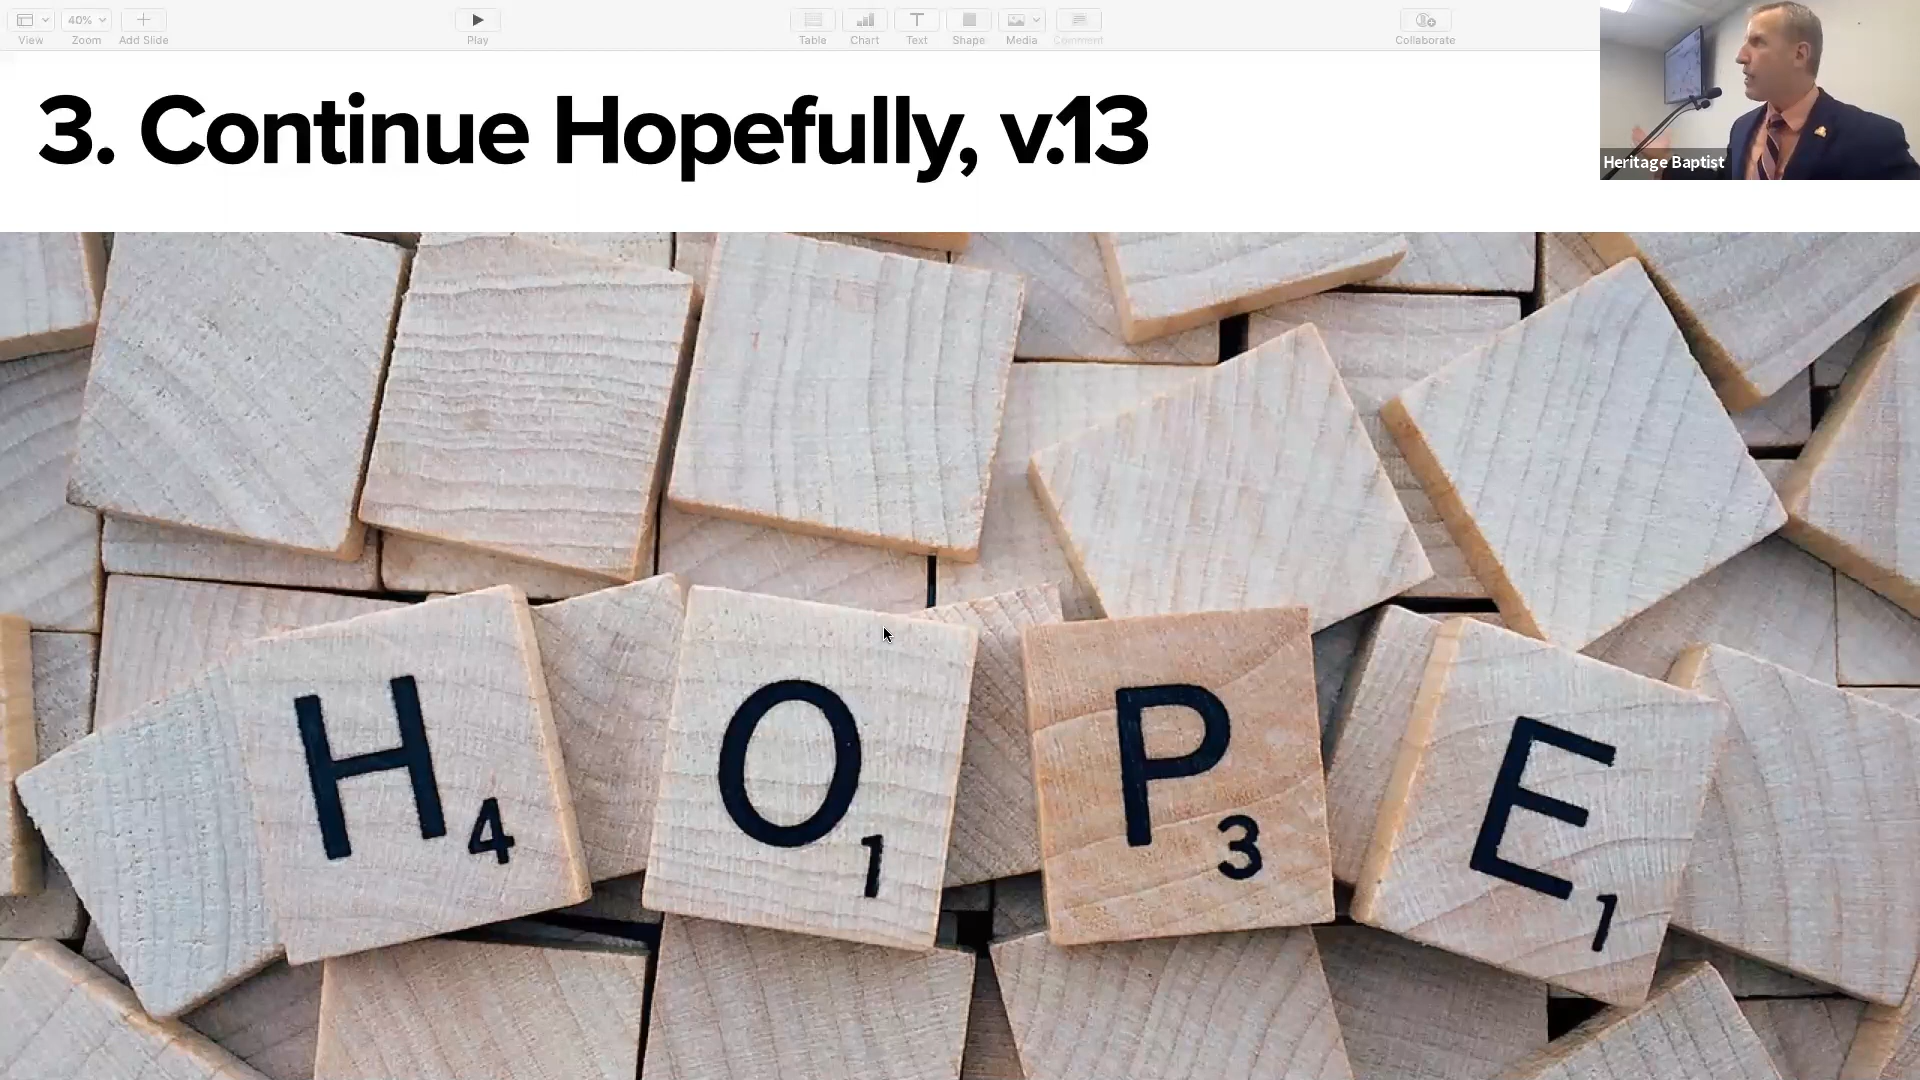 40%
View
Zoom
Add Slide
Play
Table
Chart
Text
Shape
Media
Comment
Collaborate
3. Continue Hopefully, v.13
Heritage Baptist
H4 O1 P3 E1